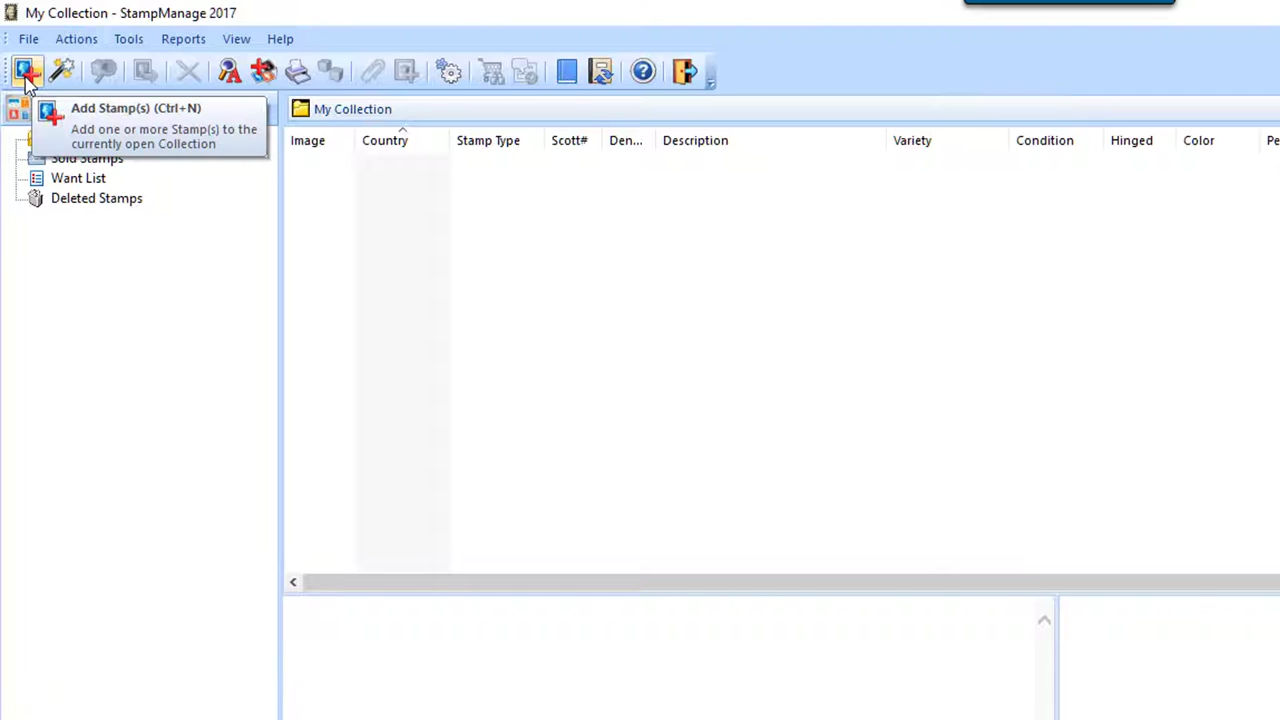 My Collection - StampManage 2017
File Actions Tools Reports View Help
Add Stamp(s) (Ctrl+N)
Add one or more Stamp(s) to the
currently open Collection
Sold Stamps
Want List
Deleted Stamps
My Collection
Image Country Stamp Type Scott# Den... Description Variety Condition Hinged Color Pe